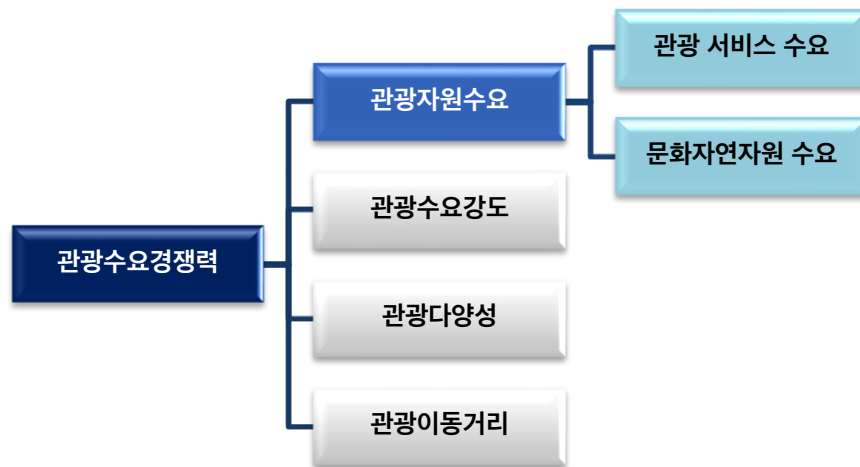 관광 서비스 수요
관광자원수요
문화자연자원 수요
관광수요강도
관광수요경쟁력
관광다양성
관광이동거리